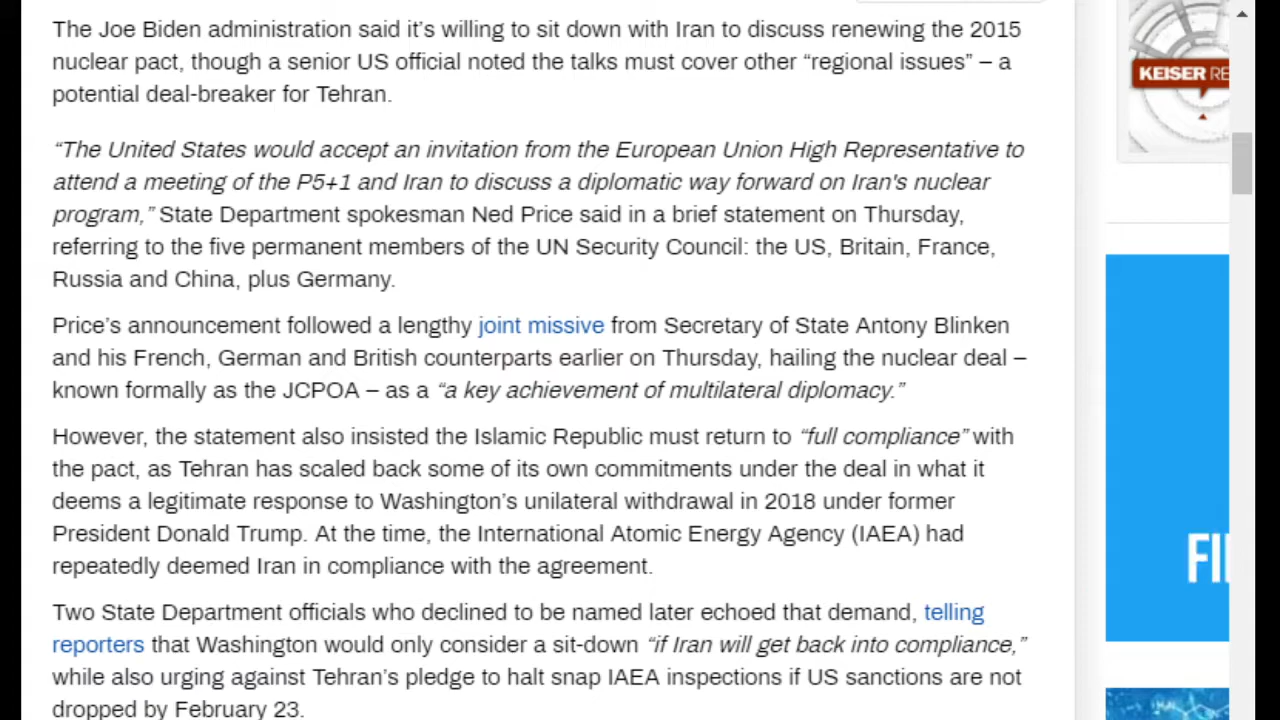 The Joe Biden administration said it’s willing to sit down with Iran to discuss renewing the 2015
nuclear pact, though a senior US official noted the talks must cover other “regional issues” – a
potential deal-breaker for Tehran.
“The United States would accept an invitation from the European Union High Representative to
attend a meeting of the P5+1 and Iran to discuss a diplomatic way forward on Iran's nuclear
program,” State Department spokesman Ned Price said in a brief statement on Thursday,
referring to the five permanent members of the UN Security Council: the US, Britain, France,
Russia and China, plus Germany.
Price’s announcement followed a lengthy joint missive from Secretary of State Antony Blinken
and his French, German and British counterparts earlier on Thursday, hailing the nuclear deal –
known formally as the JCPOA – as a “a key achievement of multilateral diplomacy.”
However, the statement also insisted the Islamic Republic must return to “full compliance” with
the pact, as Tehran has scaled back some of its own commitments under the deal in what it
deems a legitimate response to Washington’s unilateral withdrawal in 2018 under former
President Donald Trump. At the time, the International Atomic Energy Agency (IAEA) had
repeatedly deemed Iran in compliance with the agreement.
Two State Department officials who declined to be named later echoed that demand, telling
reporters that Washington would only consider a sit-down “if Iran will get back into compliance,”
while also urging against Tehran’s pledge to halt snap IAEA inspections if US sanctions are not
dropped by February 23.
KEISER RE
FI